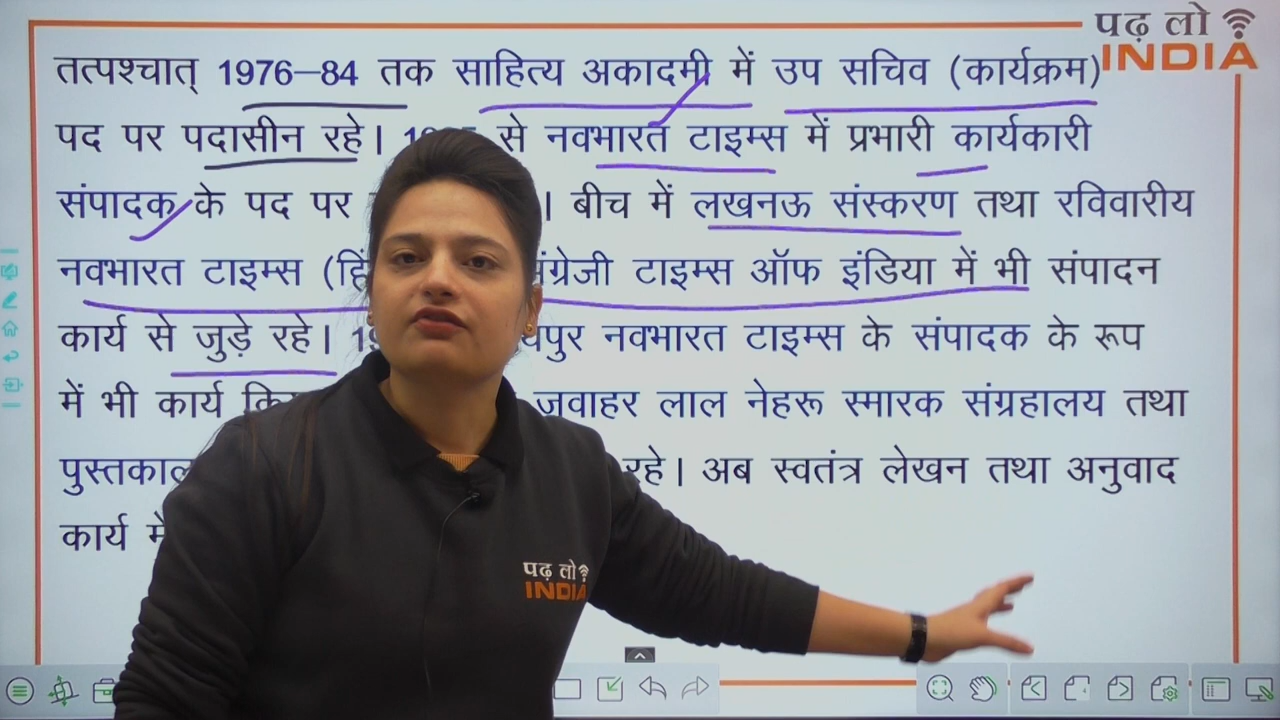 पढ़ लो
INDIA
तत्पश्चात् 1976–84 तक साहित्य अकादमी में उप सचिव (कार्यक्रम)
पद पर पदासीन रहे। से नवभारत टाइम्स में प्रभारी कार्यकारी
संपादक के पद पर । बीच में लखनऊ संस्करण तथा रविवारीय
नवभारत टाइम्स टाइम्स ऑफ इंडिया में भी संपादन
कार्य से जुड़े रहे। नवभारत टाइम्स के संपादक के रूप
में भी कार्य जवाहर लाल नेहरू स्मारक संग्रहालय तथा
रहे। अब स्वतंत्र लेखन तथा अनुवाद
कार्य
पढ़ लो
INDIA